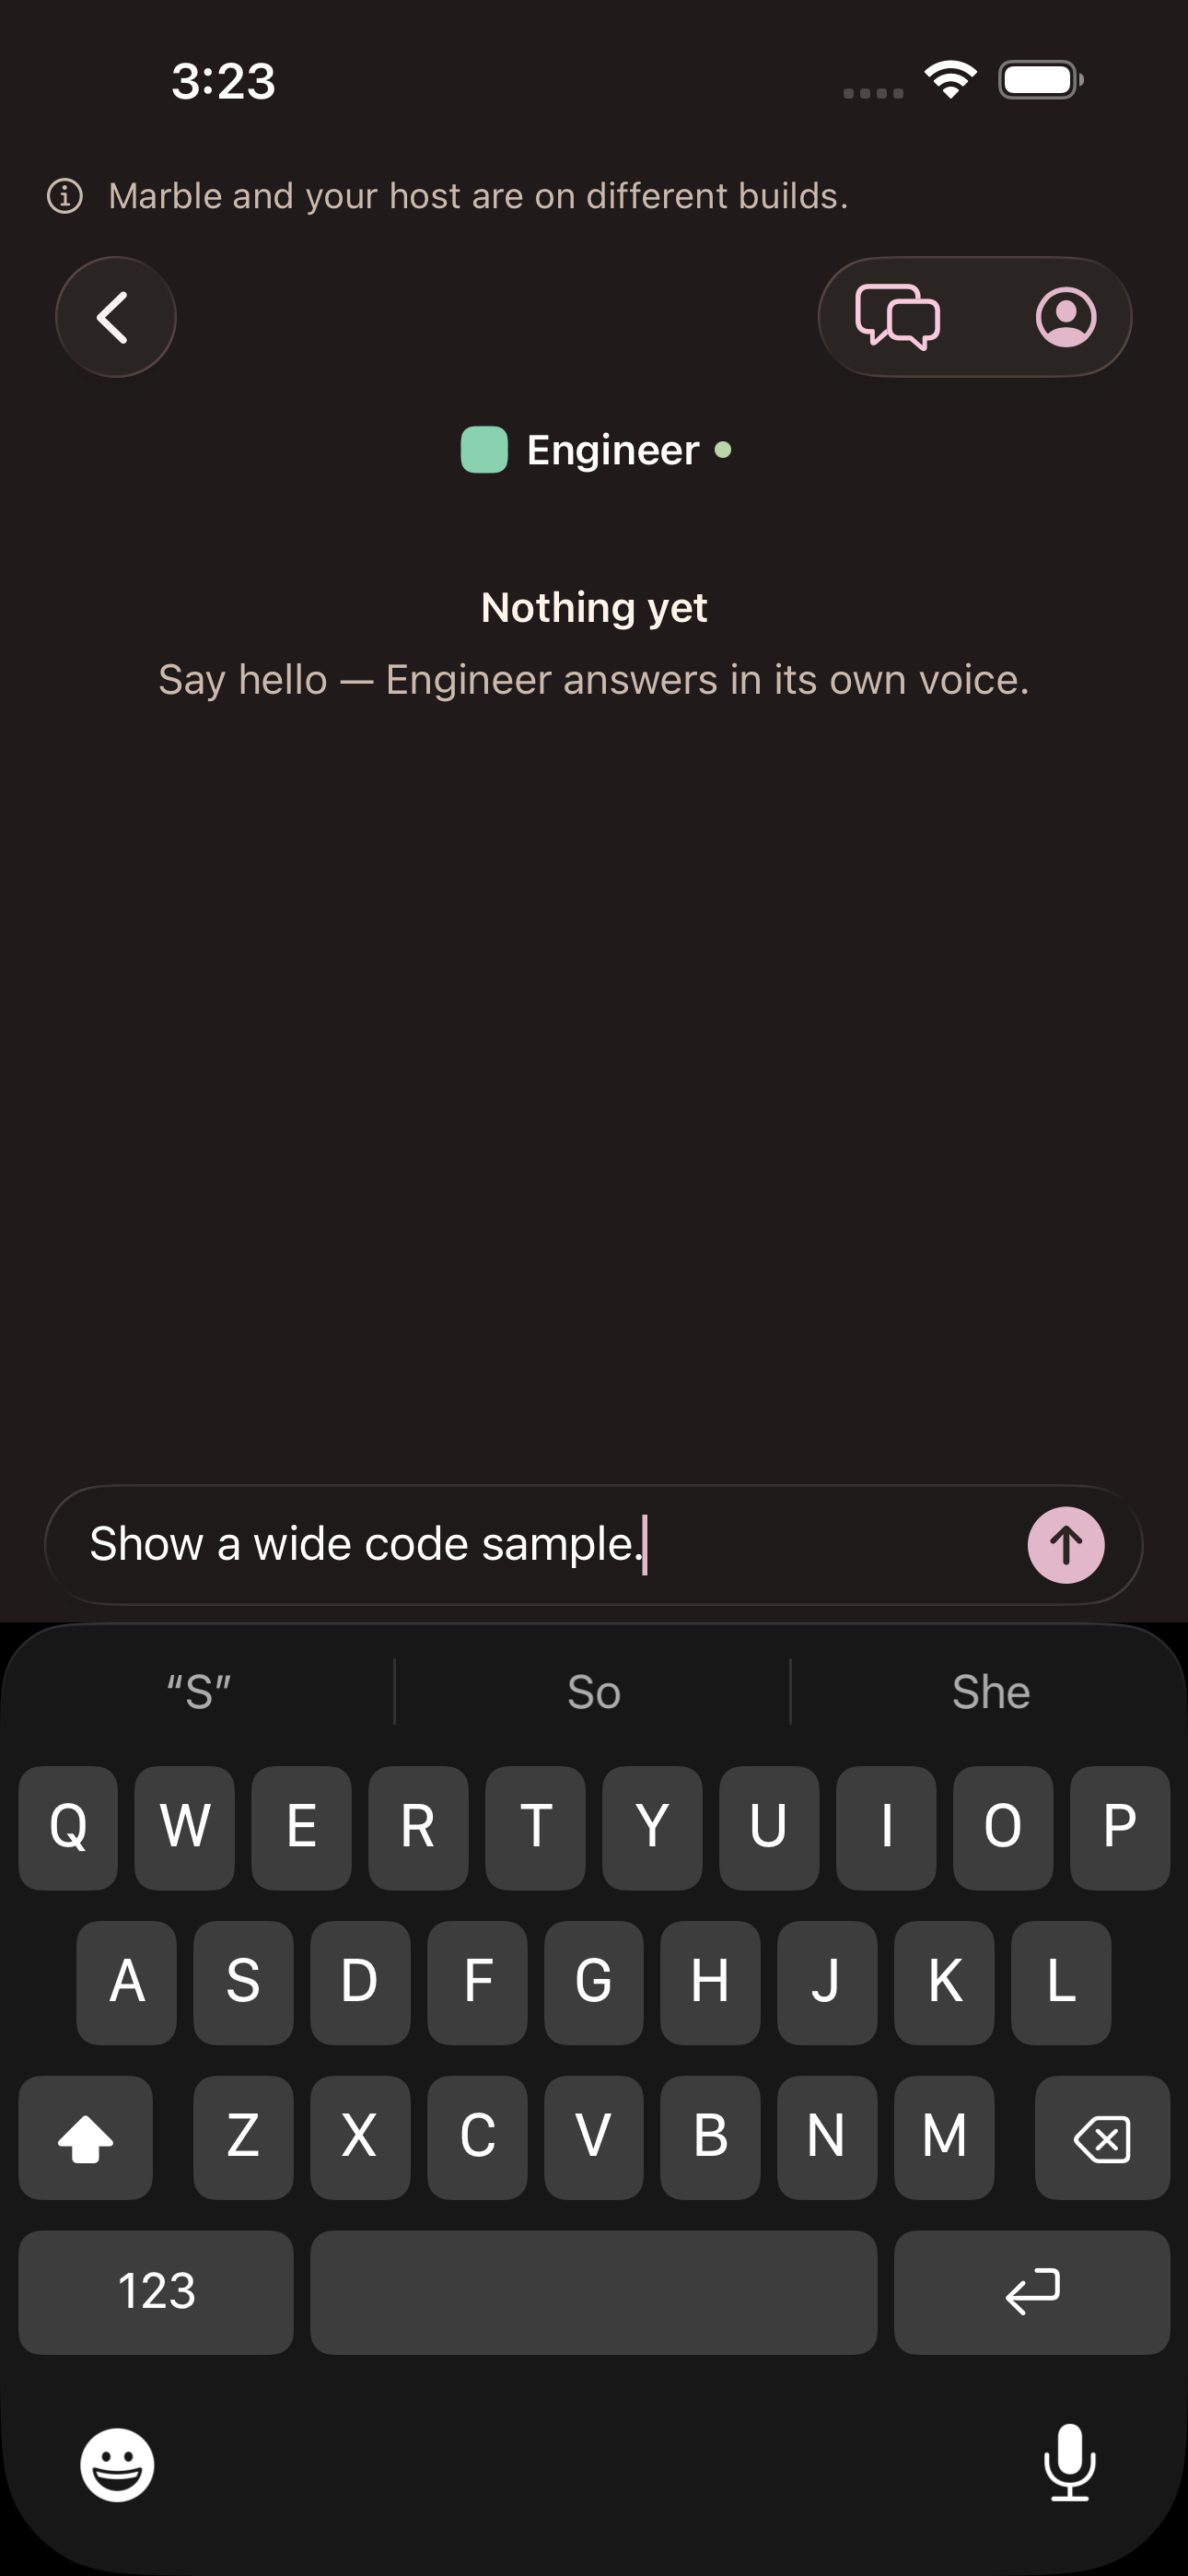 3:23
Marble and your host are on different builds.
Engineer
Nothing yet
Say hello — Engineer answers in its own voice.
Show a wide code sample.
“S” So She
Q W E R T Y U I O P
A S D F G H J K L
Z X C V B N M
123